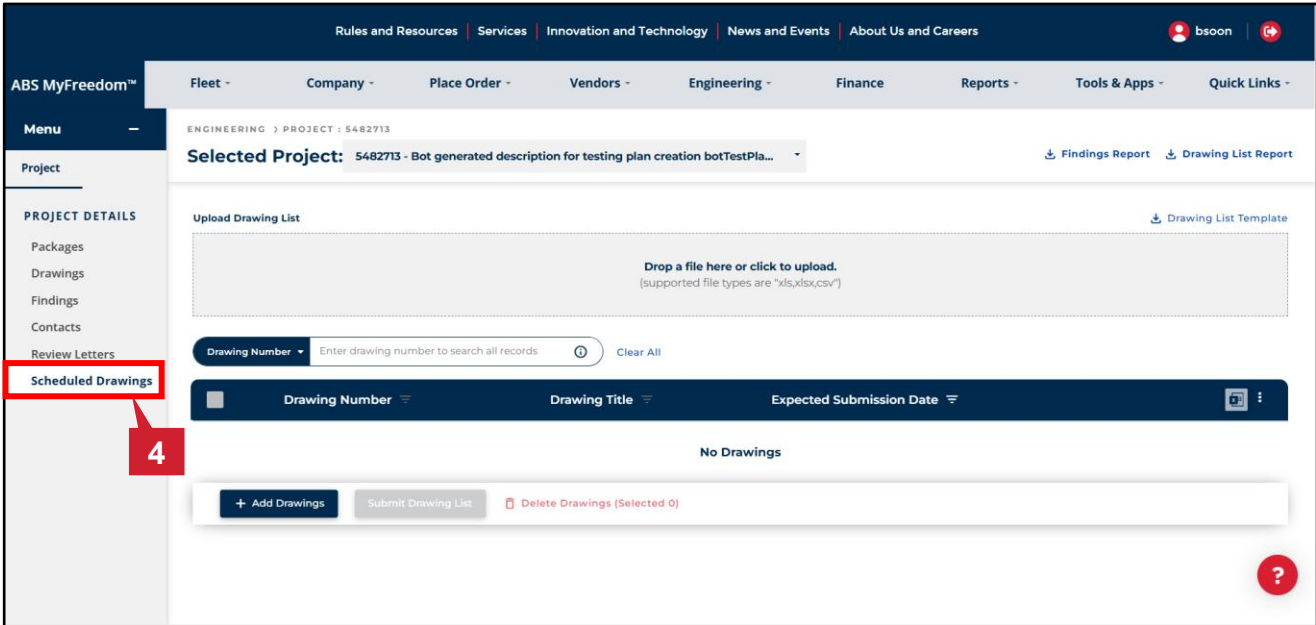 Rules and Resources | Services | Innovation and Technology | News and Events | About Us and Careers
bsoon
ABS MyFreedom™
Fleet Company Place Order Vendors Engineering Finance Reports Tools & Apps Quick Links
Menu –
ENGINEERING > PROJECT : 5482713
Selected Project: 5482713 - Bot generated description for testing plan creation botTestPla...
Findings Report Drawing List Report
Project
PROJECT DETAILS
Packages
Drawings
Findings
Contacts
Review Letters
Scheduled Drawings
4
Upload Drawing List
Drawing List Template
Drop a file here or click to upload.
(supported file types are "xls,xlsx,csv")
Drawing Number Enter drawing number to search all records Clear All
Drawing Number Drawing Title Expected Submission Date
No Drawings
+ Add Drawings Submit Drawing List Delete Drawings (Selected 0)
?